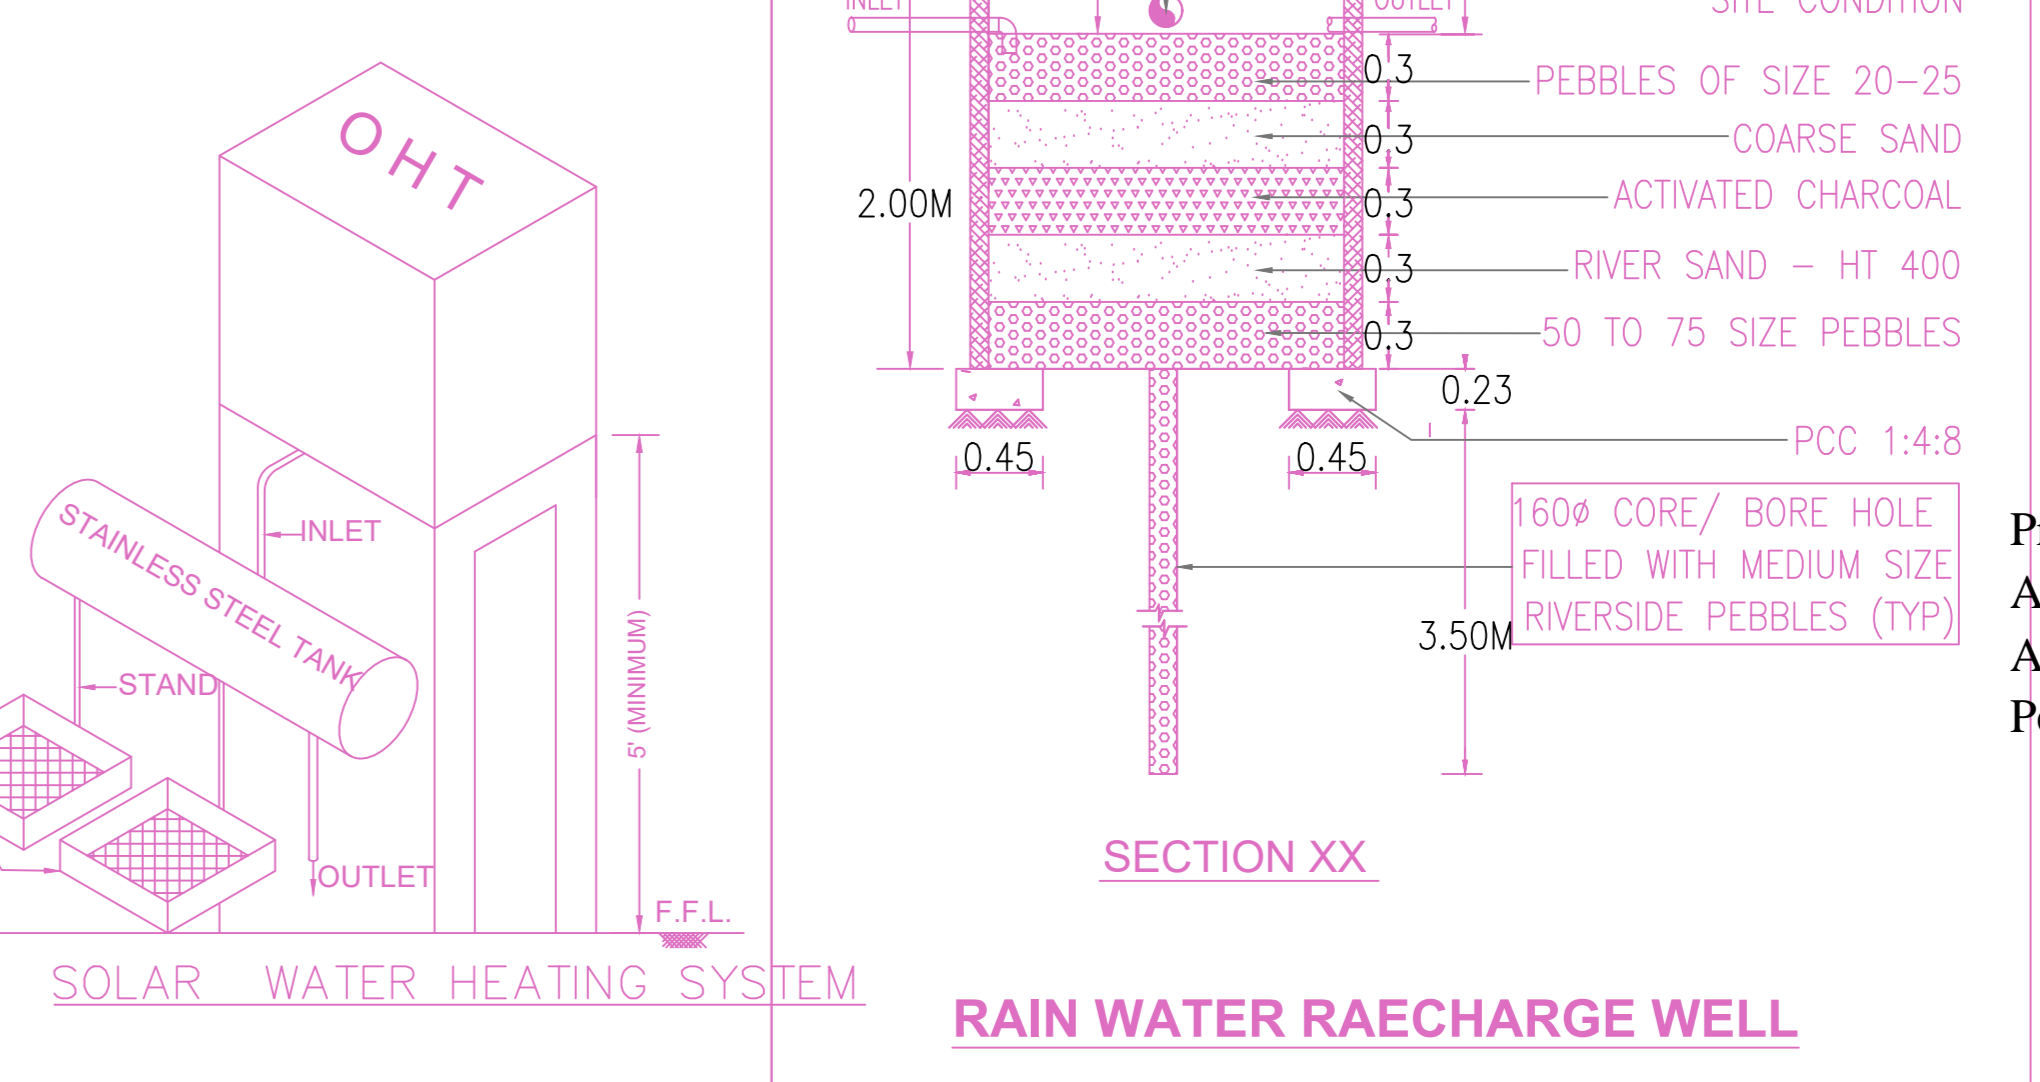 OHT
INLET
STAINLESS STEEL TANK
STAND
OUTLET
5' (MINIMUM)
F.F.L.
SOLAR WATER HEATING SYSTEM
INLET
OUTLET
SITE CONDITION
2.00M
0.3
PEBBLES OF SIZE 20-25
0.3
COARSE SAND
0.3
ACTIVATED CHARCOAL
0.3
RIVER SAND - HT 400
0.3
50 TO 75 SIZE PEBBLES
0.23
0.45
0.45
PCC 1:4:8
160ø CORE/ BORE HOLE
FILLED WITH MEDIUM SIZE
RIVERSIDE PEBBLES (TYP)
3.50M
SECTION XX
RAIN WATER RAECHARGE WELL